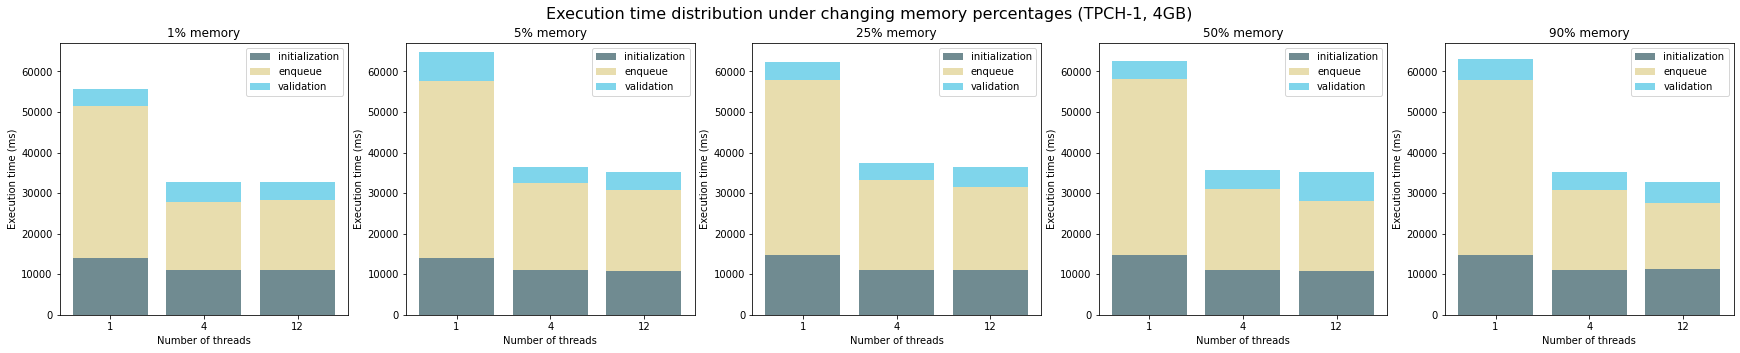 Execution time distribution under changing memory percentages (TPCH-1, 4GB)
1% memory
Execution time (ms)
60000
50000
40000
30000
20000
10000
0
initialization
enqueue
validation
1 4 12
Number of threads
5% memory
Execution time (ms)
60000
50000
40000
30000
20000
10000
0
initialization
enqueue
validation
1 4 12
Number of threads
25% memory
Execution time (ms)
60000
50000
40000
30000
20000
10000
0
initialization
enqueue
validation
1 4 12
Number of threads
50% memory
Execution time (ms)
60000
50000
40000
30000
20000
10000
0
initialization
enqueue
validation
1 4 12
Number of threads
90% memory
Execution time (ms)
60000
50000
40000
30000
20000
10000
0
initialization
enqueue
validation
1 4 12
Number of threads